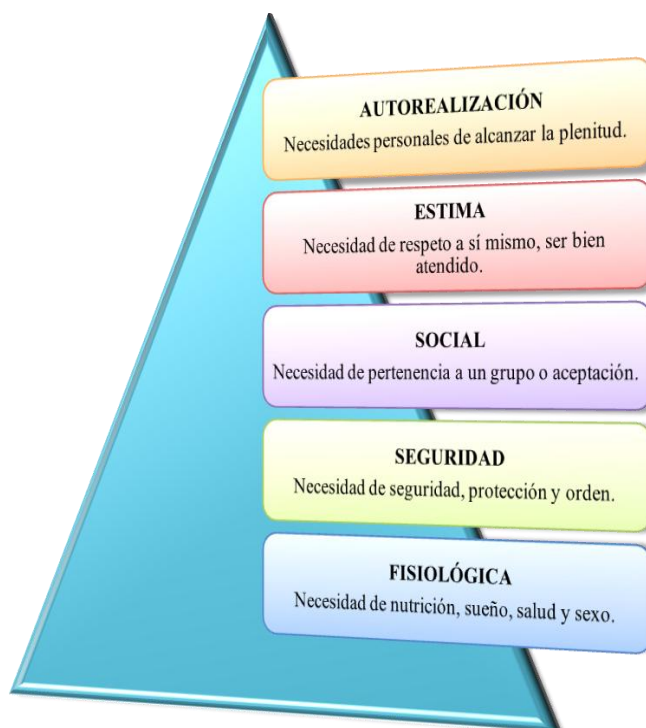 AUTOREALIZACIÓN
Necesidades personales de alcanzar la plenitud.
ESTIMA
Necesidad de respeto a sí mismo, ser bien
atendido.
SOCIAL
Necesidad de pertenencia a un grupo o aceptación.
SEGURIDAD
Necesidad de seguridad, protección y orden.
FISIOLÓGICA
Necesidad de nutrición, sueño, salud y sexo.